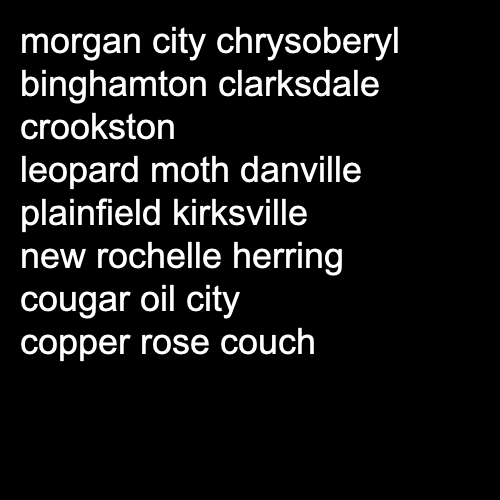 morgan city chrysoberyl
binghamton clarksdale
crookston
leopard moth danville
plainfield kirksville
new rochelle herring
cougar oil city
copper rose couch